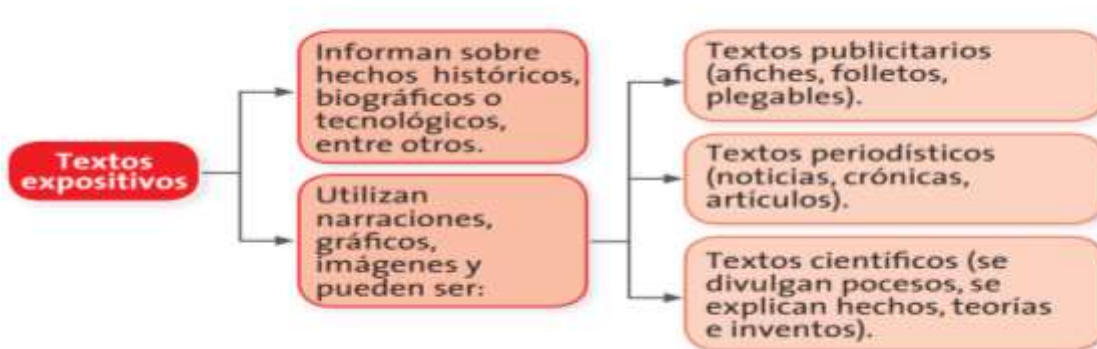 Textos
expositivos
Informan sobre
hechos históricos,
biográficos o
tecnológicos,
entre otros.
Utilizan
narraciones,
gráficos,
imágenes y
pueden ser:
Textos publicitarios
(afiches, folletos,
plegables).
Textos periodísticos
(noticias, crónicas,
artículos).
Textos científicos (se
divulgan pocesos, se
explican hechos, teorías
e inventos).